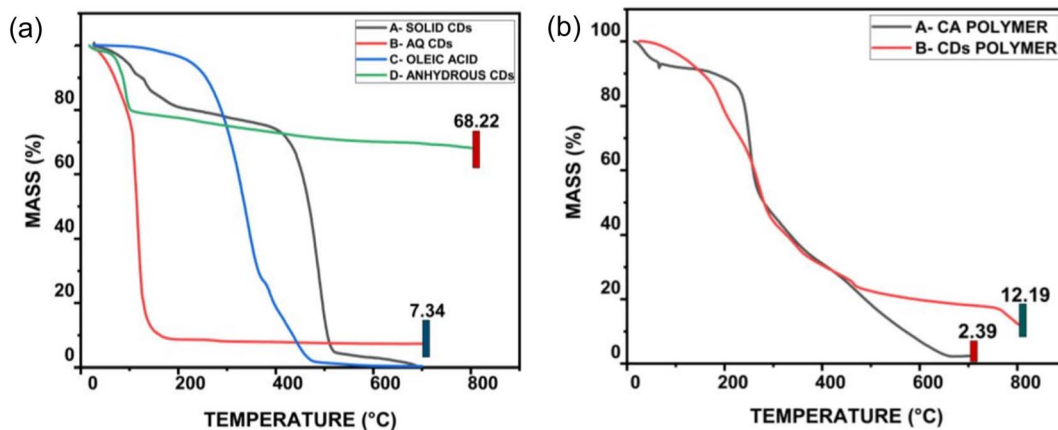 (a)
A- SOLID CDs
B- AQ CDs
C- OLEIC ACID
D- ANHYDROUS CDs
100
80
60
40
20
0
MASS (%)
68.22
7.34
0
200
400
600
800
TEMPERATURE (°C)
(b)
A- CA POLYMER
B- CDs POLYMER
100
80
60
40
20
0
MASS (%)
12.19
2.39
0
200
400
600
800
TEMPERATURE (°C)